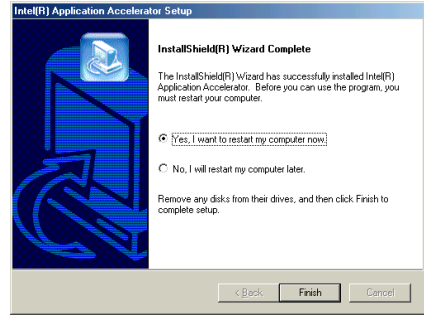 Intel(R) Application Accelerator Setup
InstallShield(R) Wizard Complete
The InstallShield(R) Wizard has successfully installed Intel(R)
Application Accelerator. Before you can use the program, you
must restart your computer.
Yes, I want to restart my computer now.
No, I will restart my computer later.
Remove any disks from their drives, and then click Finish to
complete setup.
< Back Finish Cancel